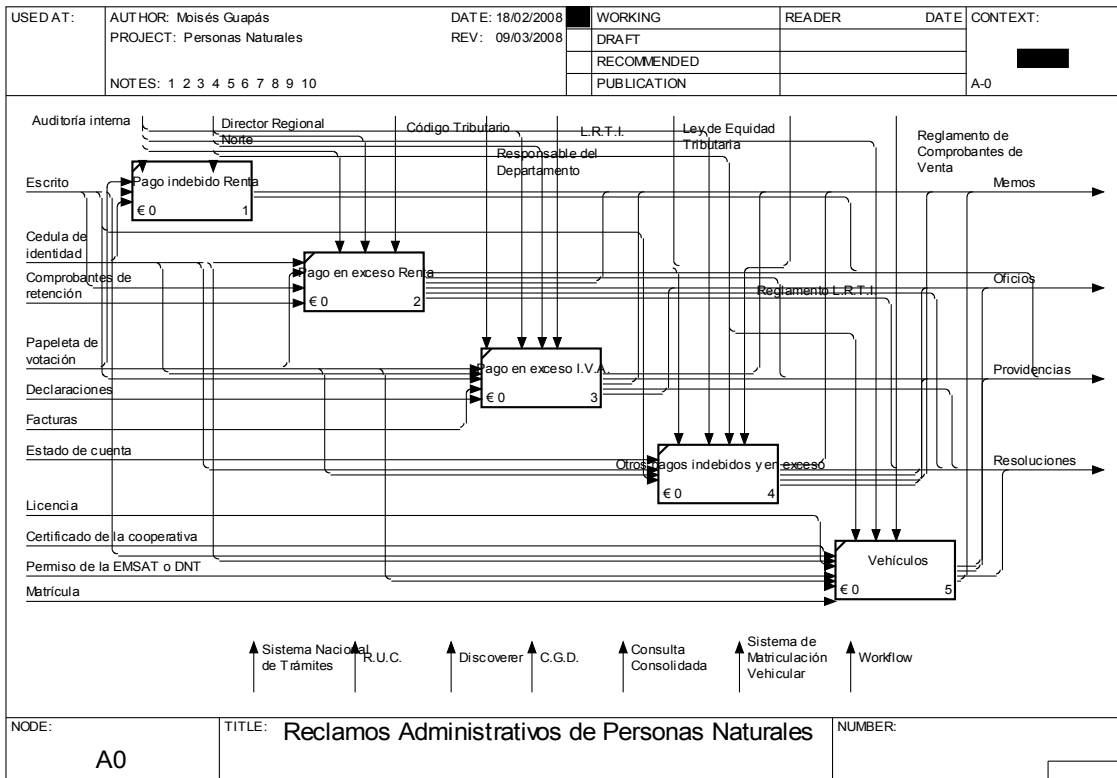 USED AT:
AUTHOR: Moisés Guapás
DATE: 18/02/2008
WORKING
READER
DATE
CONTEXT:
PROJECT: Personas Naturales
REV: 09/03/2008
DRAFT
RECOMMENDED
NOTES: 1 2 3 4 5 6 7 8 9 10
PUBLICATION
A-0
Auditoría interna
Director Regional
Norte
Código Tributario
L.R.T.I.
Ley de Equidad
Tributaria
Reglamento de
Comprobantes de
Venta
Responsable del
Departamento
Escrito
Pago indebido Renta
€ 0
1
Memos
Cedula de
identidad
Comprobantes de
retención
Pago en exceso Renta
€ 0
2
Reglamento L.R.T.I.
Oficios
Papeleta de
votación
Pago en exceso I.V.A.
€ 0
3
Providencias
Declaraciones
Facturas
Estado de cuenta
Otros pagos indebidos y en exceso
€ 0
4
Resoluciones
Licencia
Certificado de la cooperativa
Vehículos
€ 0
5
Permiso de la EMSAT o DNT
Matrícula
Sistema Nacional
de Trámites
R.U.C.
Discoverer
C.G.D.
Consulta
Consolidada
Sistema de
Matriculación
Vehicular
Workflow
NODE:
A0
TITLE:
Reclamos Administrativos de Personas Naturales
NUMBER: